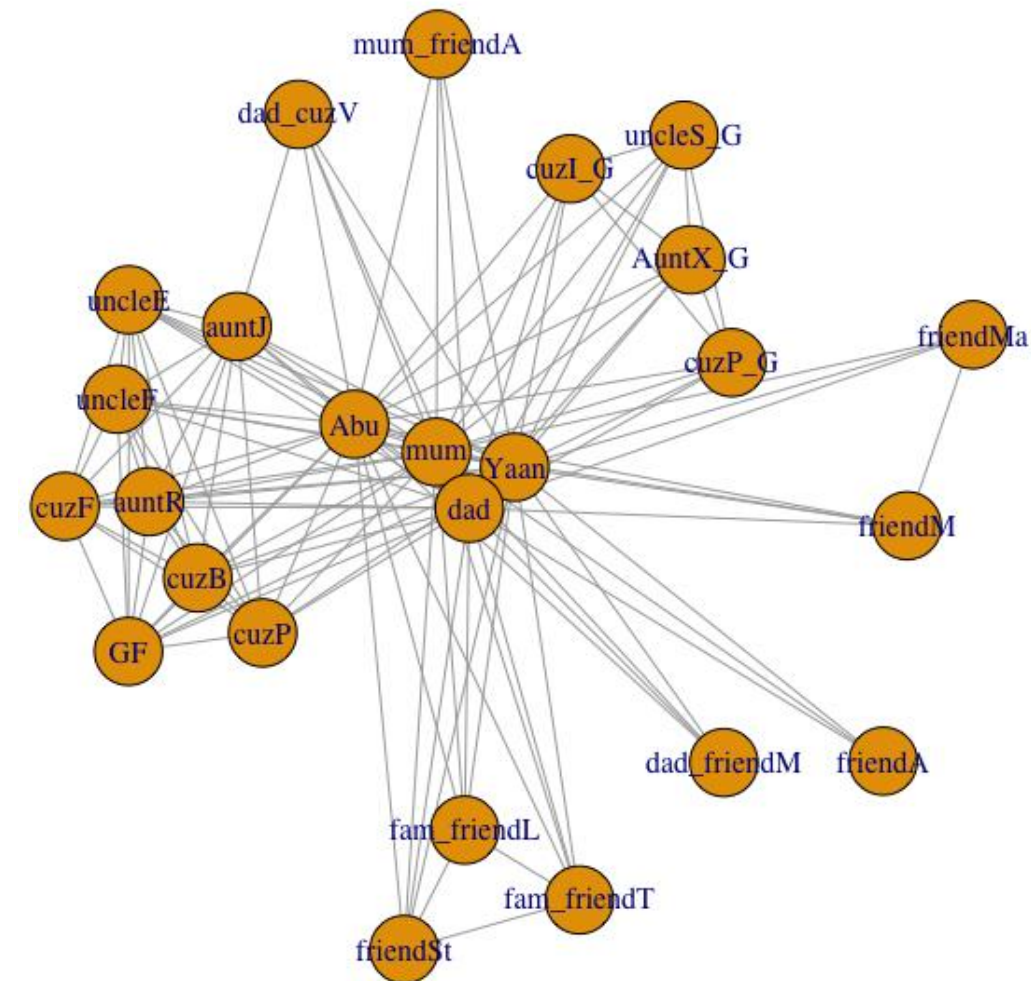 mum_friendA
dad_cuzV
uncleS_G
cuzI_G
AuntX_G
uncleE
auntJ
friendMa
cuzP_G
uncleF
Abu
mum
Yaan
cuzF
auntR
dad
friendM
cuzB
cuzP
GF
dad_friendM
friendA
fam_friendL
fam_friendT
friendSt